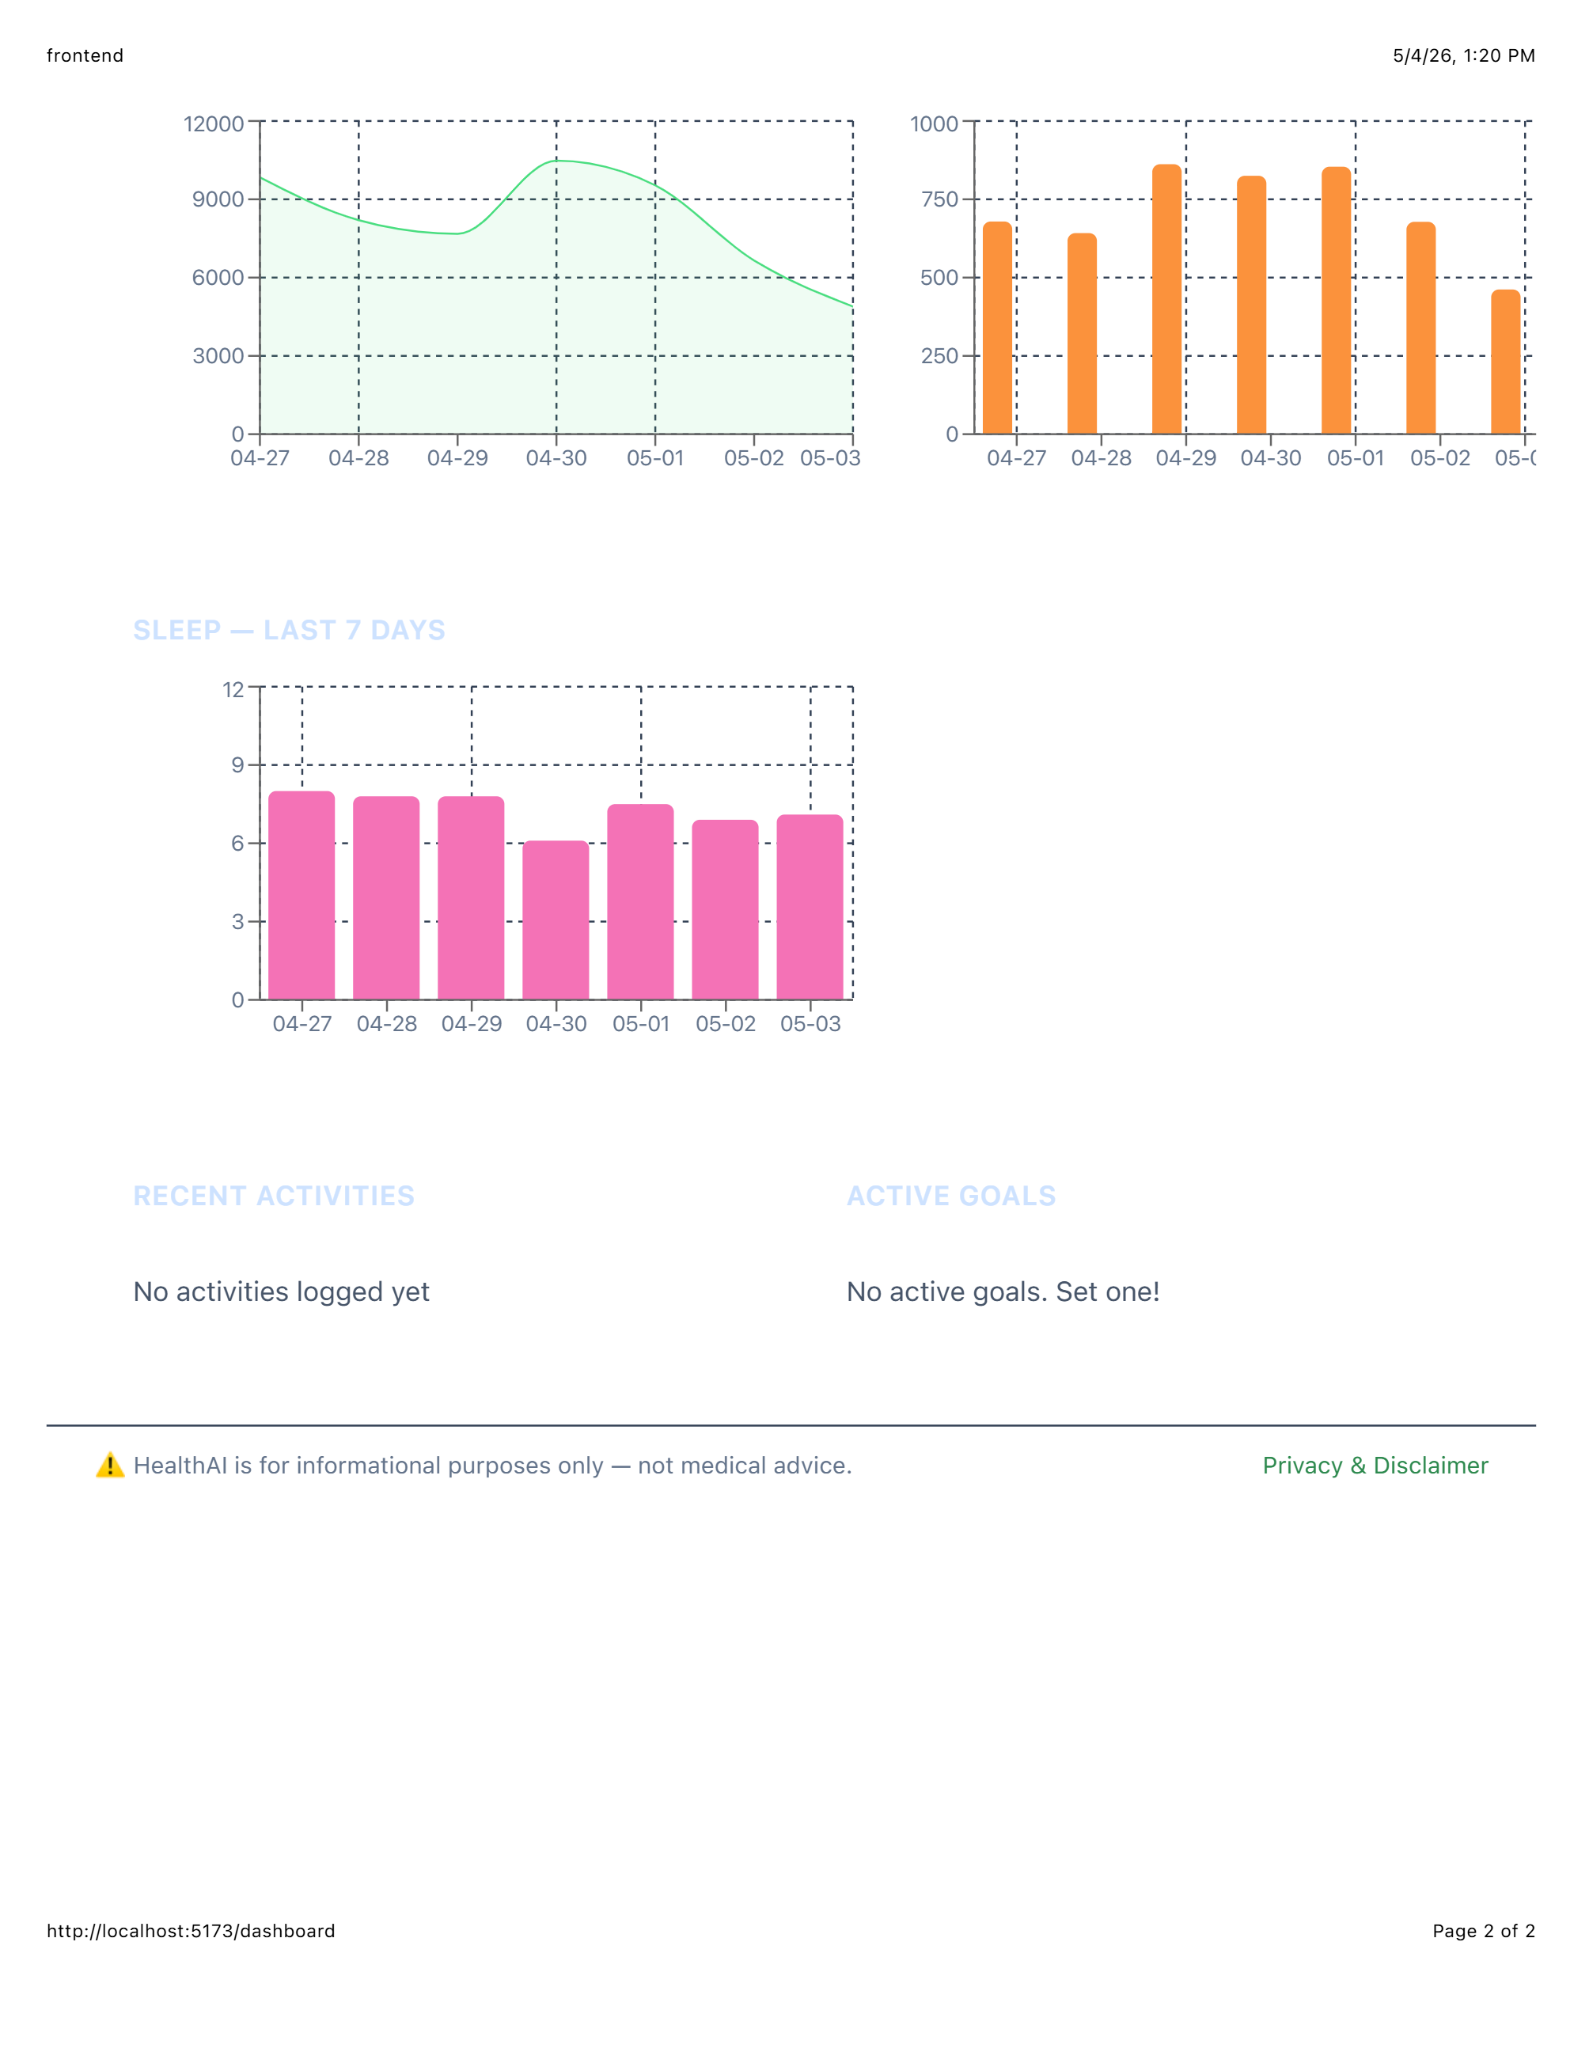 frontend 5/4/26, 1:20 PM
12000
9000
6000
3000
0
04-27 04-28 04-29 04-30 05-01 05-02 05-03
1000
750
500
250
0
04-27 04-28 04-29 04-30 05-01 05-02 05-0
SLEEP — LAST 7 DAYS
12
9
6
3
0
04-27 04-28 04-29 04-30 05-01 05-02 05-03
RECENT ACTIVITIES
No activities logged yet
ACTIVE GOALS
No active goals. Set one!
HealthAI is for informational purposes only — not medical advice. Privacy & Disclaimer
http://localhost:5173/dashboard Page 2 of 2